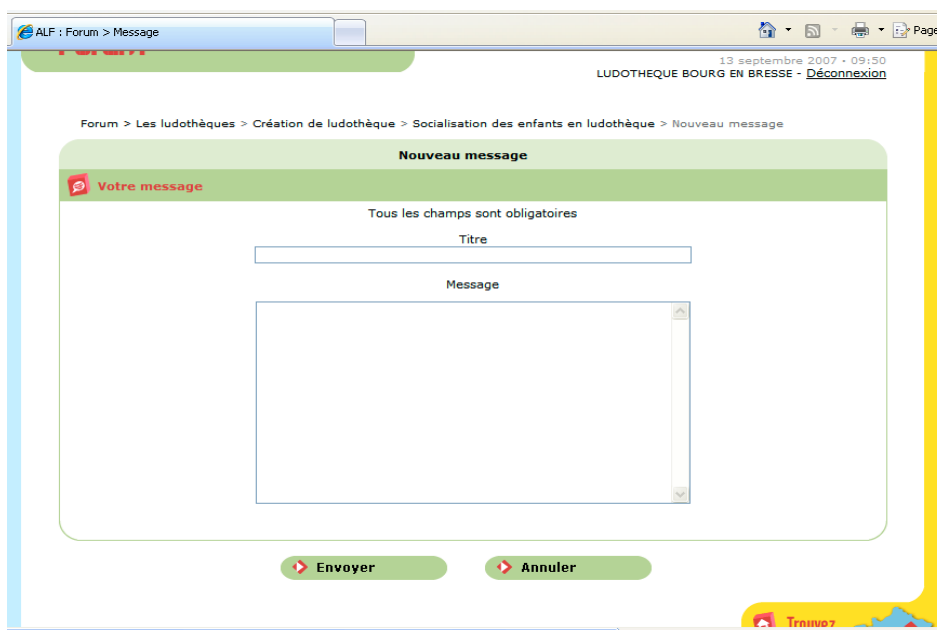 ALF : Forum > Message
Page
Forum
13 septembre 2007 - 09:50
LUDOTHEQUE BOURG EN BRESSE - Déconnexion
Forum > Les ludothèques > Création de ludothèque > Socialisation des enfants en ludothèque > Nouveau message
Nouveau message
Votre message
Tous les champs sont obligatoires
Titre
Message
Envoyer
Annuler
Trouvez